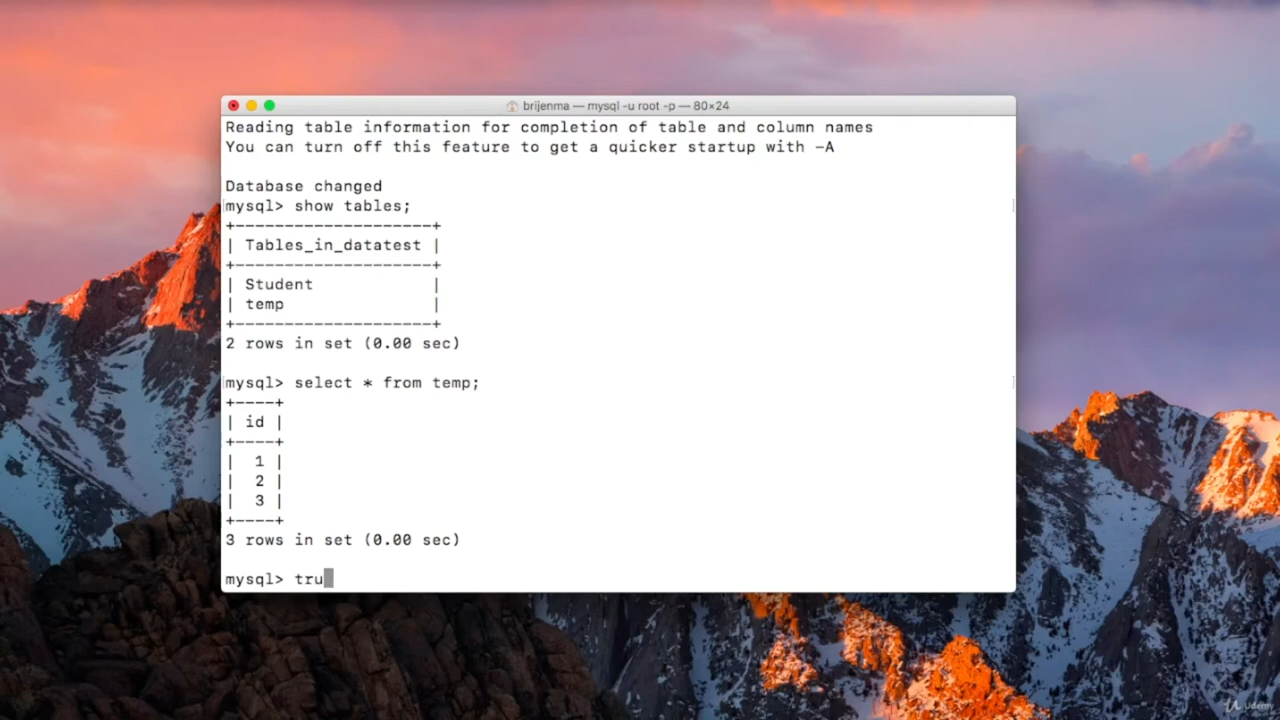 brijenma — mysql -u root -p — 80×24
Reading table information for completion of table and column names
You can turn off this feature to get a quicker startup with -A
Database changed
mysql> show tables;
+--------------------+
| Tables_in_datatest |
+--------------------+
| Student            |
| temp               |
+--------------------+
2 rows in set (0.00 sec)
mysql> select * from temp;
+----+
| id |
+----+
|  1 |
|  2 |
|  3 |
+----+
3 rows in set (0.00 sec)
mysql> tru
Udemy